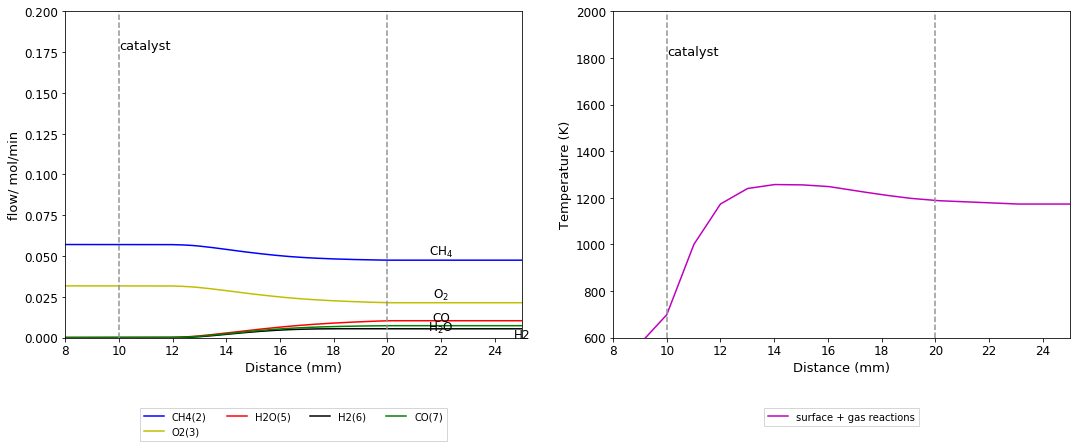 0.200
0.175
0.150
0.125
0.100
0.075
0.050
0.025
0.000
flow/ mol/min
catalyst
CH₄
O₂
CO
H₂O
H2
8 10 12 14 16 18 20 22 24
Distance (mm)
CH4(2) H2O(5) H2(6) CO(7)
O2(3)
2000
1800
1600
1400
1200
1000
800
600
Temperature (K)
catalyst
8 10 12 14 16 18 20 22 24
Distance (mm)
surface + gas reactions